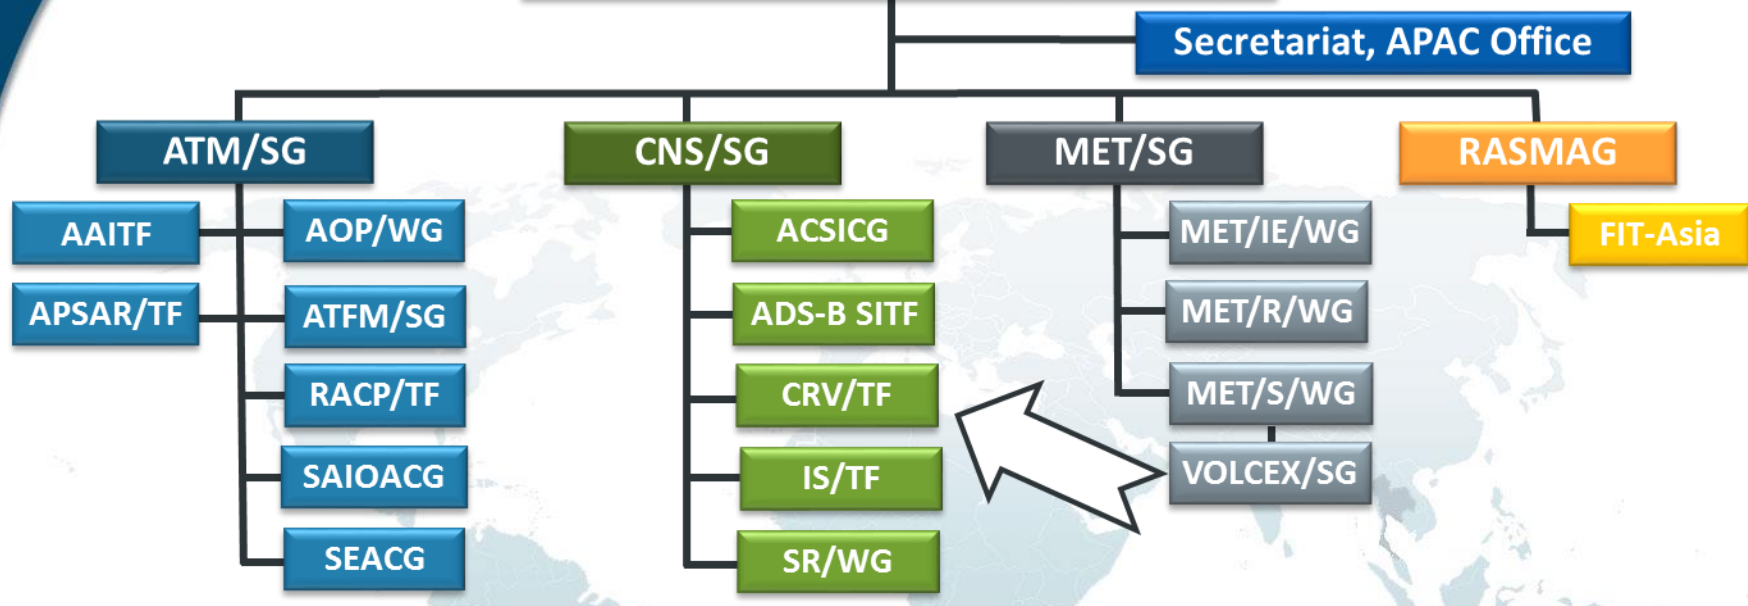 Secretariat, APAC Office
ATM/SG
CNS/SG
MET/SG
RASMAG
AAITF
AOP/WG
ACSICG
MET/IE/WG
FIT-Asia
APSAR/TF
ATFM/SG
ADS-B SITF
MET/R/WG
RACP/TF
CRV/TF
MET/S/WG
SAIOACG
IS/TF
VOLCEX/SG
SEACG
SR/WG